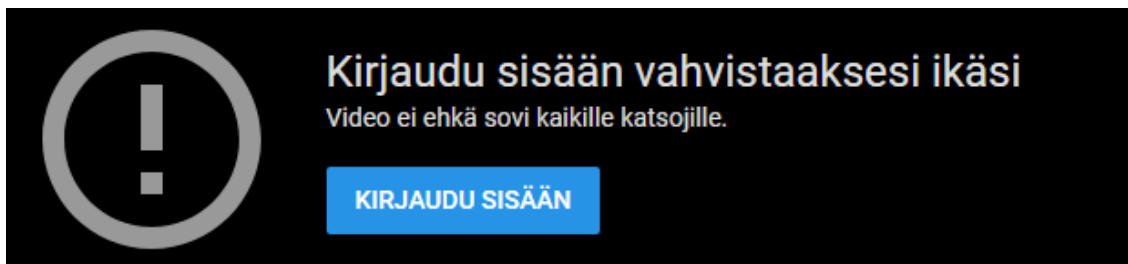 Kirjaudu sisään vahvistaaksesi ikäsi
Video ei ehkä sovi kaikille katsojille.
KIRJAUDU SISÄÄN